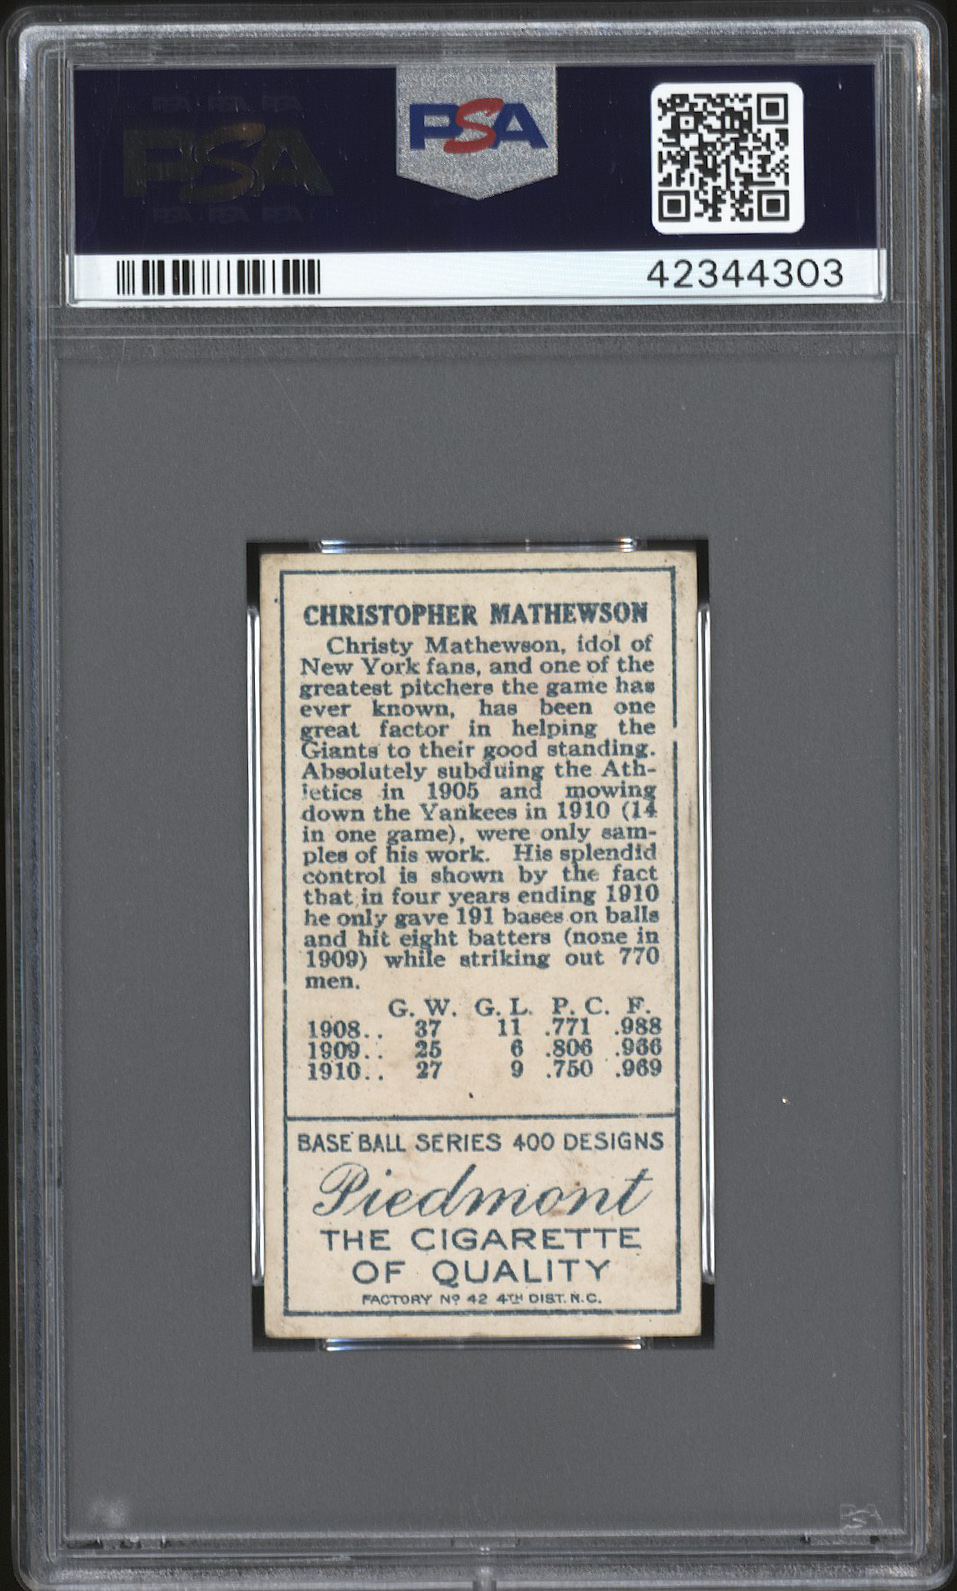 PSA
PSA
42344303
CHRISTOPHER MATHEWSON
Christy Mathewson, idol of
New York fans, and one of the
greatest pitchers the game has
ever known, has been one
great factor in helping the
Giants to their good standing.
Absolutely subduing the Ath-
letics in 1905 and mowing
down the Yankees in 1910 (14
in one game), were only sam-
ples of his work. His splendid
control is shown by the fact
that in four years ending 1910
he only gave 191 bases on balls
and hit eight batters (none in
1909) while striking out 770
men.
G. W. G. L. P. C. F.
1908.. 37 11 .771 .988
1909.. 25 6 .806 .966
1910.. 27 9 .750 .969
BASE BALL SERIES 400 DESIGNS
Piedmont
THE CIGARETTE
OF QUALITY
FACTORY Nº 42 4TH DIST. N.C.
PSA